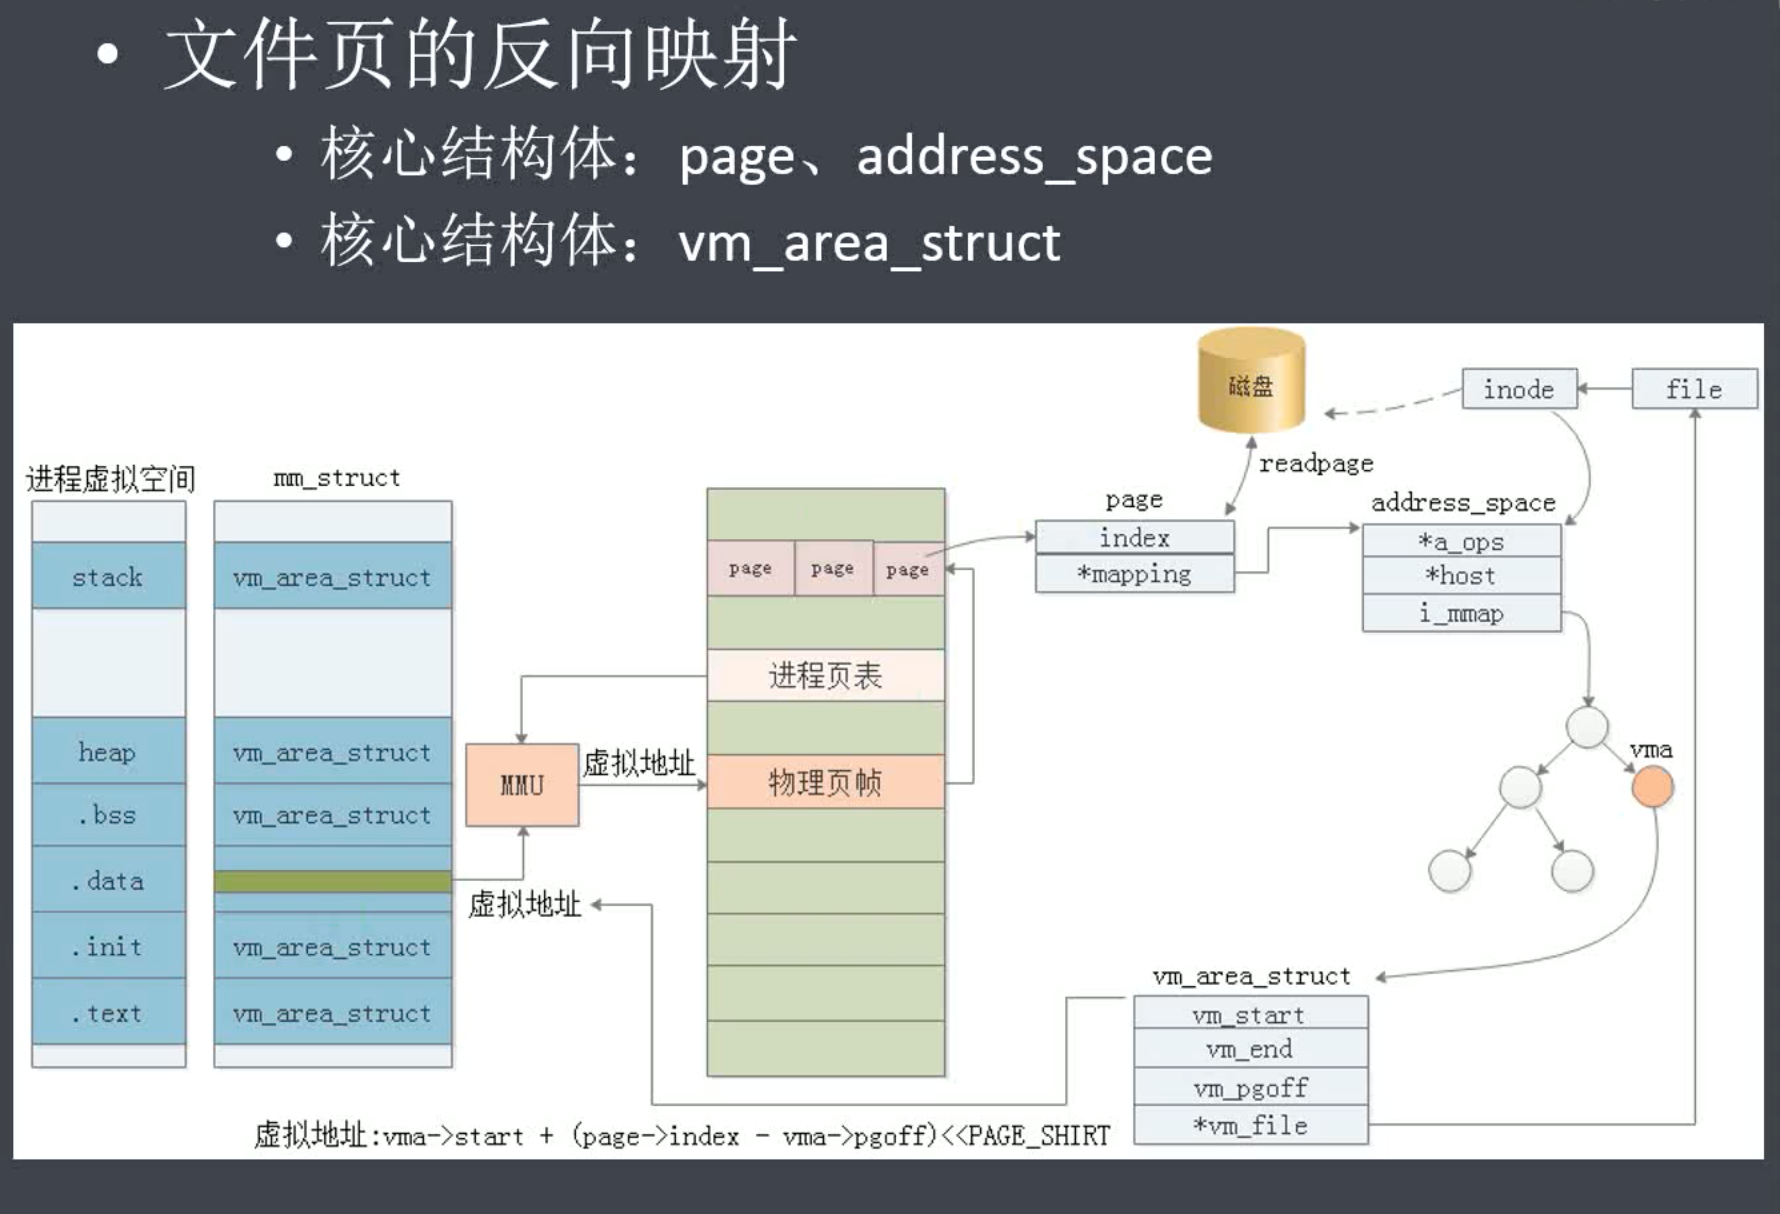 • 文件页的反向映射
• 核心结构体：page、address_space
• 核心结构体：vm_area_struct
磁盘
inode
file
readpage
进程虚拟空间
mm_struct
page
address_space
index
*mapping
*a_ops
*host
i_mmap
stack
vm_area_struct
page
page
page
进程页表
heap
vm_area_struct
MMU
虚拟地址
物理页帧
vma
.bss
vm_area_struct
.data
虚拟地址
.init
vm_area_struct
.text
vm_area_struct
vm_area_struct
vm_start
vm_end
vm_pgoff
*vm_file
虚拟地址:vma->start + (page->index - vma->pgoff)<<PAGE_SHIRT